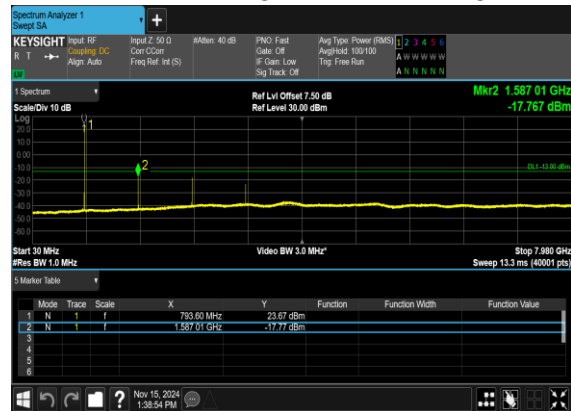 Spectrum Analyzer 1
Swept SA
+
KEYSIGHT Input: RF Input Z: 50 Ω #Atten: 40 dB PNO: Fast Avg Type: Power (RMS) 1 2 3 4 5 6
R T Coupling: DC Corr CCorr Gate: Off Avg|Hold: 100/100 A W W W W W
Align: Auto Freq Ref: Int (S) IF Gain: Low Trig: Free Run
LW Sig Track: Off A N N N N N
1 Spectrum Ref Lvl Offset 7.50 dB Mkr2 1.587 01 GHz
Scale/Div 10 dB Ref Level 30.00 dBm -17.767 dBm
Log
20.0
1
10.0
0.00
-10.0
2
DL1 -13.00 dBm
-20.0
-30.0
-40.0
-50.0
-60.0
Start 30 MHz Video BW 3.0 MHz* Stop 7.980 GHz
#Res BW 1.0 MHz Sweep 13.3 ms (40001 pts)
5 Marker Table
Mode Trace Scale X Y Function Function Width Function Value
1 N 1 f 793.60 MHz 23.67 dBm
2 N 1 f 1.587 01 GHz -17.77 dBm
3
4
5
6
? Nov 15, 2024
1:38:54 PM